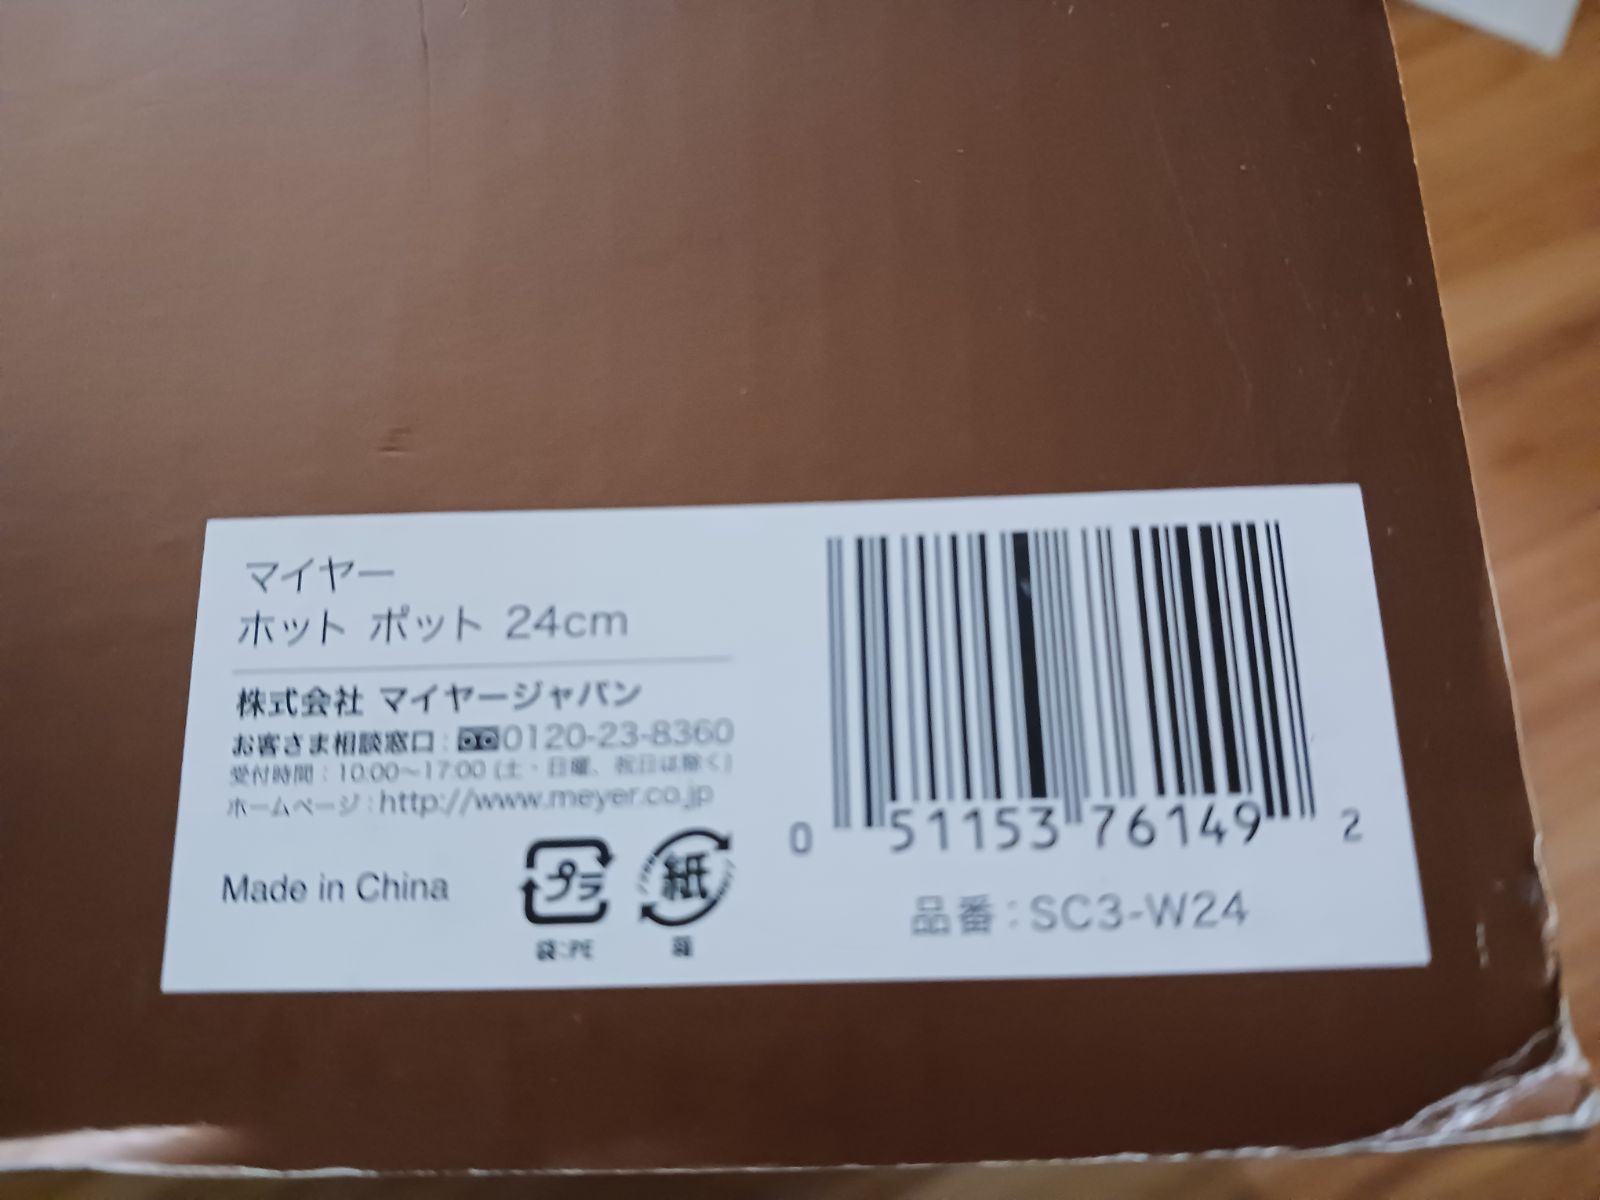 マイヤー
ホット ポット 24cm
株式会社 マイヤージャパン
お客さま相談窓口:0120-23-8360
受付時間:10:00~17:00 (土・日曜、祝日は除く)
ホームページ:http://www.meyer.co.jp
Made in China
プラ
袋:PE
紙
箱
0 51153 76149 2
品番:SC3-W24